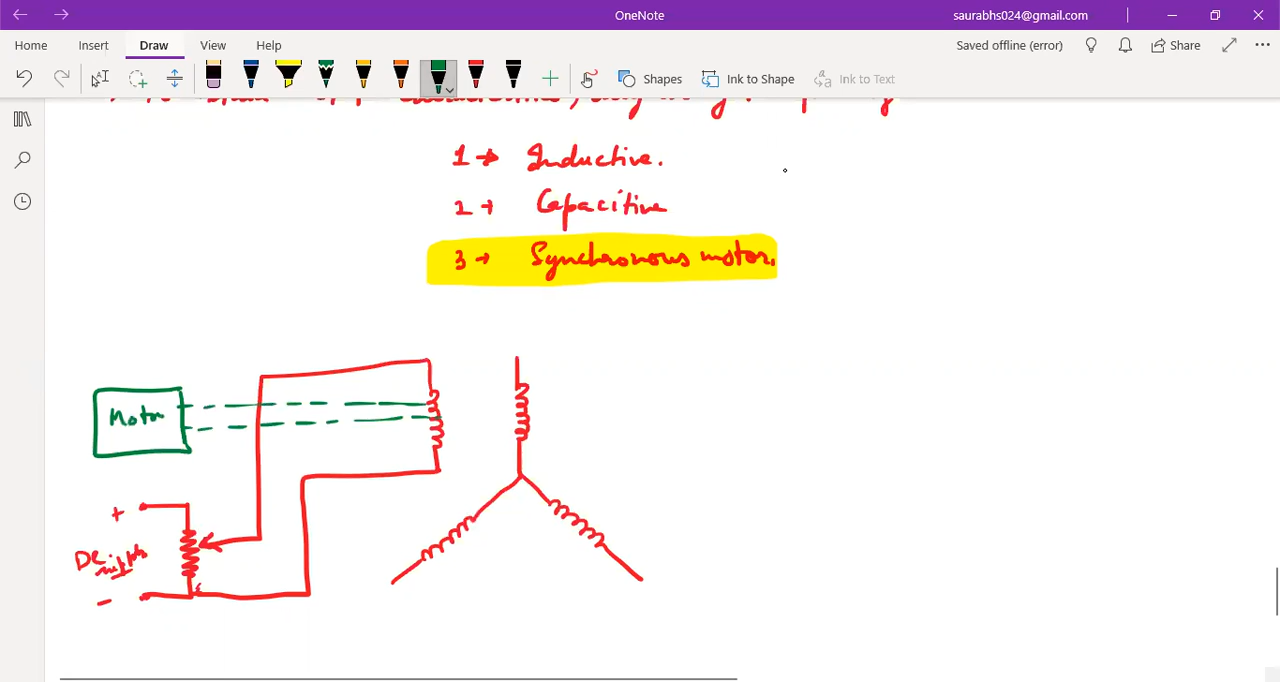 OneNote
saurabhs024@gmail.com
Home Insert Draw View Help
Saved offline (error)
Share
Shapes
Ink to Shape
Ink to Text
1 → Inductive.
2 → Capacitive
3 → Synchronous motor.
Motor
+
DC
-